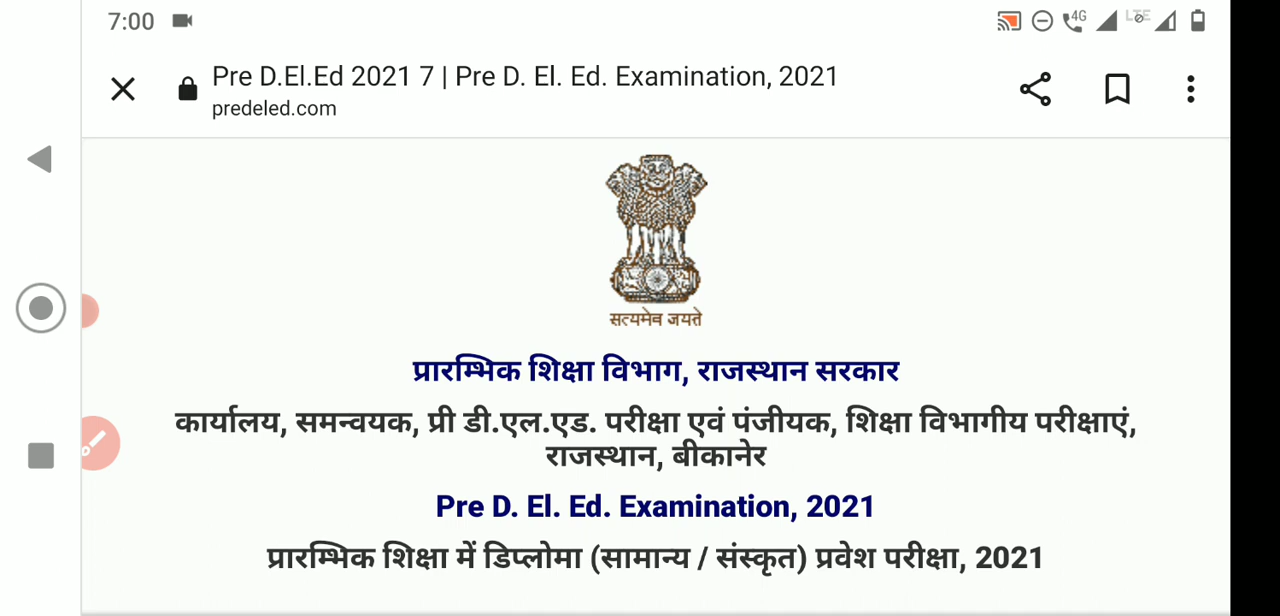 7:00
4G
LTE
Pre D.El.Ed 2021 7 | Pre D. El. Ed. Examination, 2021
predeled.com
सत्यमेव जयते
प्रारम्भिक शिक्षा विभाग, राजस्थान सरकार
कार्यालय, समन्वयक, प्री डी.एल.एड. परीक्षा एवं पंजीयक, शिक्षा विभागीय परीक्षाएं,
राजस्थान, बीकानेर
Pre D. El. Ed. Examination, 2021
प्रारम्भिक शिक्षा में डिप्लोमा (सामान्य / संस्कृत) प्रवेश परीक्षा, 2021